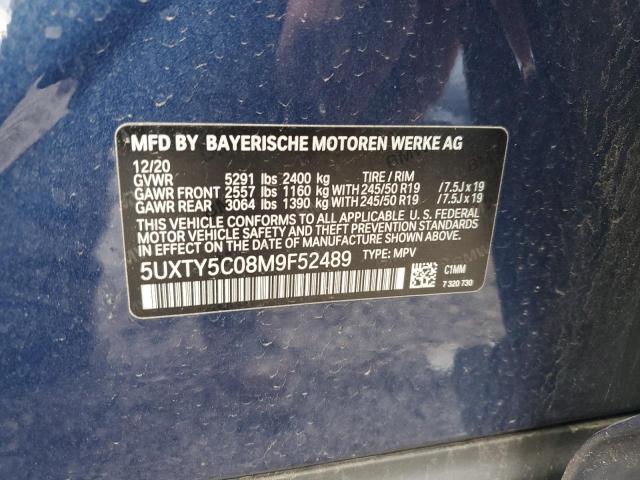 MFD BY BAYERISCHE MOTOREN WERKE AG
12/20
GVWR 5291 lbs 2400 kg TIRE / RIM
GAWR FRONT 2557 lbs 1160 kg WITH 245/50 R19 /7.5J x 19
GAWR REAR 3064 lbs 1390 kg WITH 245/50 R19 /7.5J x 19
THIS VEHICLE CONFORMS TO ALL APPLICABLE U. S. FEDERAL
MOTOR VEHICLE SAFETY, BUMPER, AND THEFT PREVENTION
STANDARDS IN EFFECT ON THE DATE OF MANUFACTURE
SHOWN ABOVE.
5UXTY5C08M9F52489 TYPE: MPV
C1MM
7 320 730